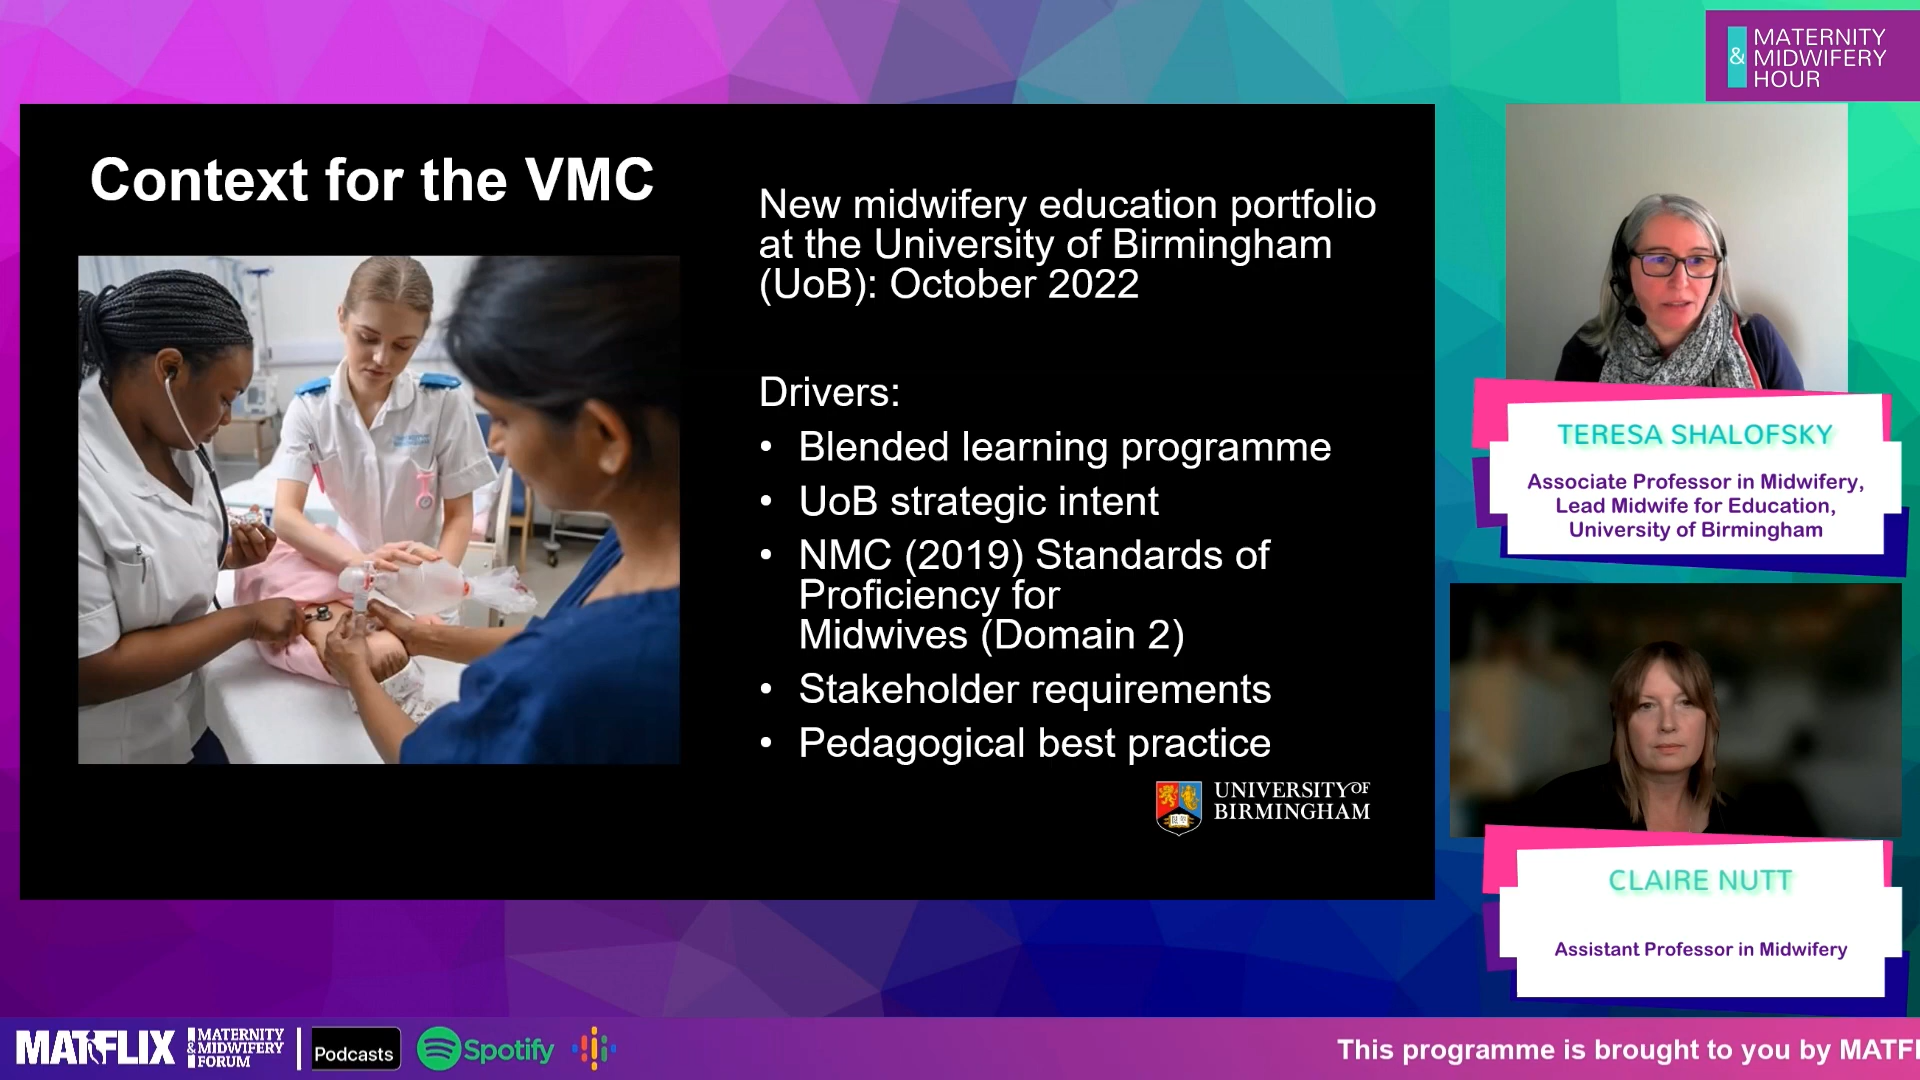 MATERNITY
& MIDWIFERY
HOUR
Context for the VMC
New midwifery education portfolio
at the University of Birmingham
(UoB): October 2022
Drivers:
• Blended learning programme
• UoB strategic intent
• NMC (2019) Standards of
Proficiency for
Midwives (Domain 2)
• Stakeholder requirements
• Pedagogical best practice
UNIVERSITY OF
BIRMINGHAM
TERESA SHALOFSKY
Associate Professor in Midwifery,
Lead Midwife for Education,
University of Birmingham
CLAIRE NUTT
Assistant Professor in Midwifery
MATFLIX
MATERNITY
& MIDWIFERY
FORUM
Podcasts
Spotify
This programme is brought to you by MATF